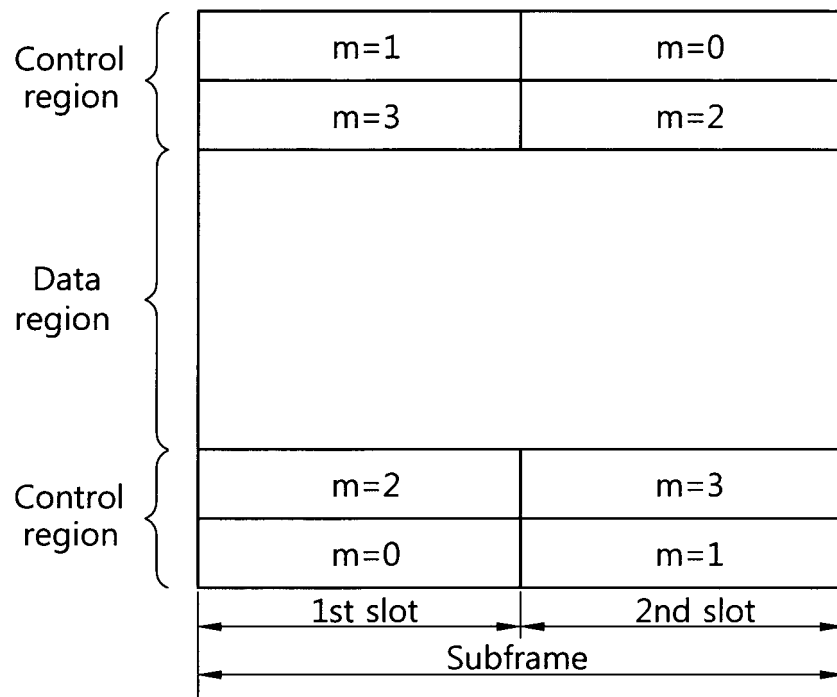 Control
region
m=1
m=0
m=3
m=2
Data
region
Control
region
m=2
m=3
m=0
m=1
1st slot
2nd slot
Subframe